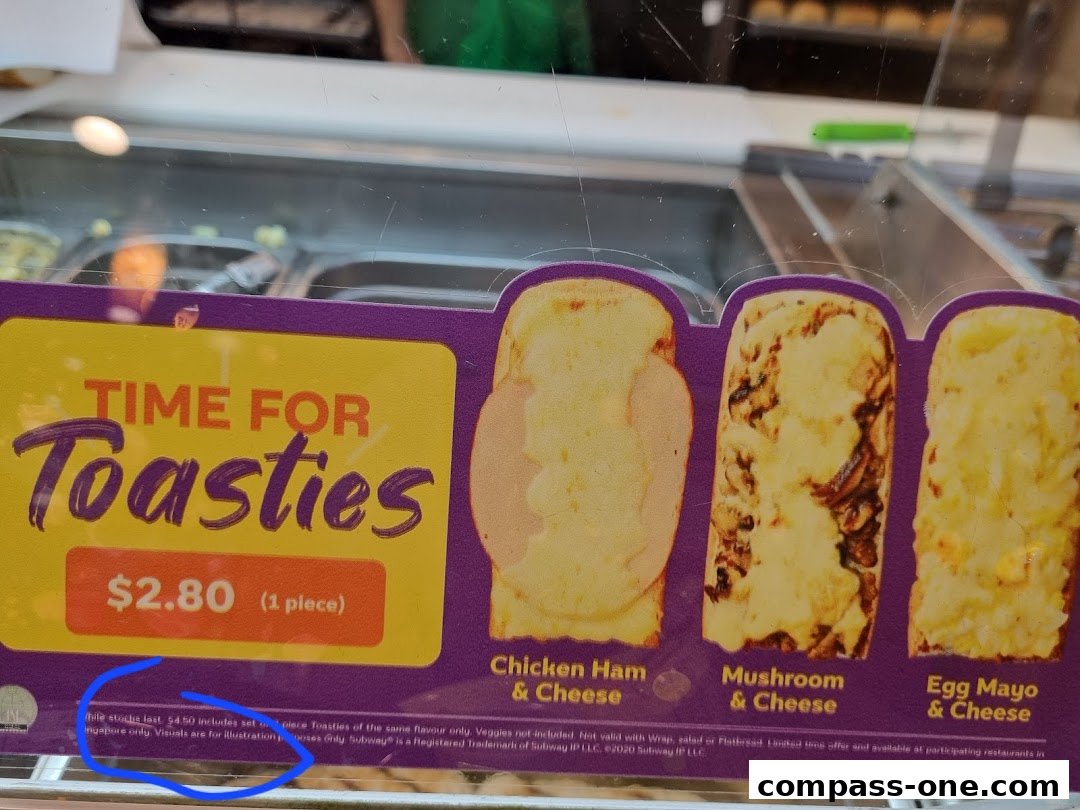 TIME FOR
Toasties
$2.80 (1 piece)
Chicken Ham
& Cheese
Mushroom
& Cheese
Egg Mayo
& Cheese
while stocks last. $4.50 includes set of piece Toasties of the same flavour only. Veggies not included. Not valid with Wrap, salad or Flatbread. Limited time offer and available at participating restaurants in
Singapore only. Visuals are for illustration purposes only. Subway® is a Registered Trademark of Subway IP LLC. ©2020 Subway IP LLC.
compass-one.com